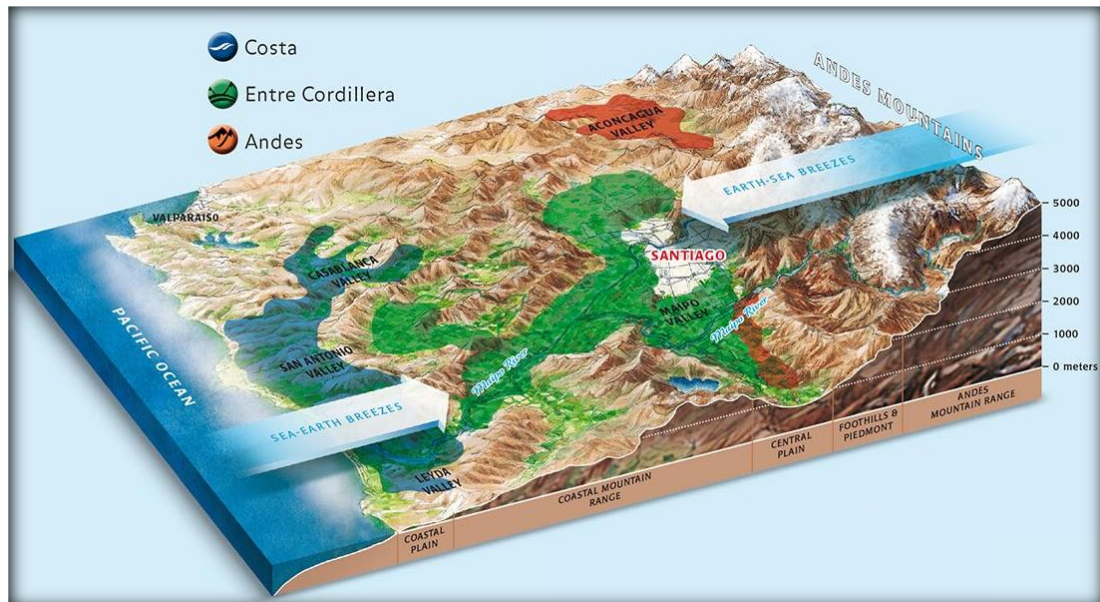 Costa
Entre Cordillera
Andes
ANDES MOUNTAINS
ACONCAGUA
VALLEY
EARTH-SEA BREEZES
VALPARAISO
CASABLANCA
VALLEY
SANTIAGO
MAIPO
VALLEY
Maipo River
PACIFIC OCEAN
SAN ANTONIO
VALLEY
Maipo River
SEA-EARTH BREEZES
LEYDA
VALLEY
5000
4000
3000
2000
1000
0 meters
COASTAL
PLAIN
COASTAL MOUNTAIN
RANGE
CENTRAL
PLAIN
FOOTHILLS &
PIEDMONT
ANDES
MOUNTAIN RANGE